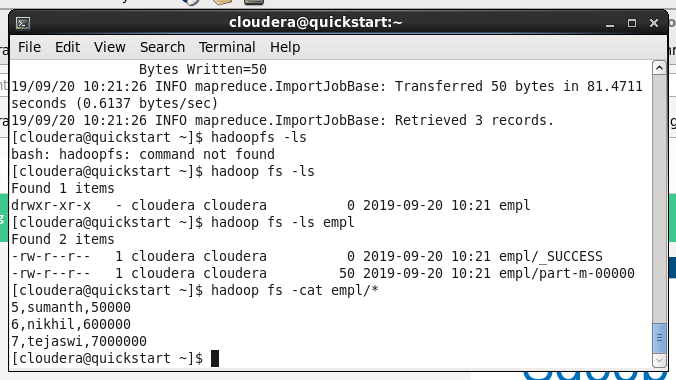 cloudera@quickstart:~
File Edit View Search Terminal Help
Bytes Written=50
19/09/20 10:21:26 INFO mapreduce.ImportJobBase: Transferred 50 bytes in 81.4711
seconds (0.6137 bytes/sec)
19/09/20 10:21:26 INFO mapreduce.ImportJobBase: Retrieved 3 records.
[cloudera@quickstart ~]$ hadoopfs -ls
bash: hadoopfs: command not found
[cloudera@quickstart ~]$ hadoop fs -ls
Found 1 items
drwxr-xr-x   - cloudera cloudera          0 2019-09-20 10:21 empl
[cloudera@quickstart ~]$ hadoop fs -ls empl
Found 2 items
-rw-r--r--   1 cloudera cloudera          0 2019-09-20 10:21 empl/_SUCCESS
-rw-r--r--   1 cloudera cloudera         50 2019-09-20 10:21 empl/part-m-00000
[cloudera@quickstart ~]$ hadoop fs -cat empl/*
5,sumanth,50000
6,nikhil,600000
7,tejaswi,7000000
[cloudera@quickstart ~]$